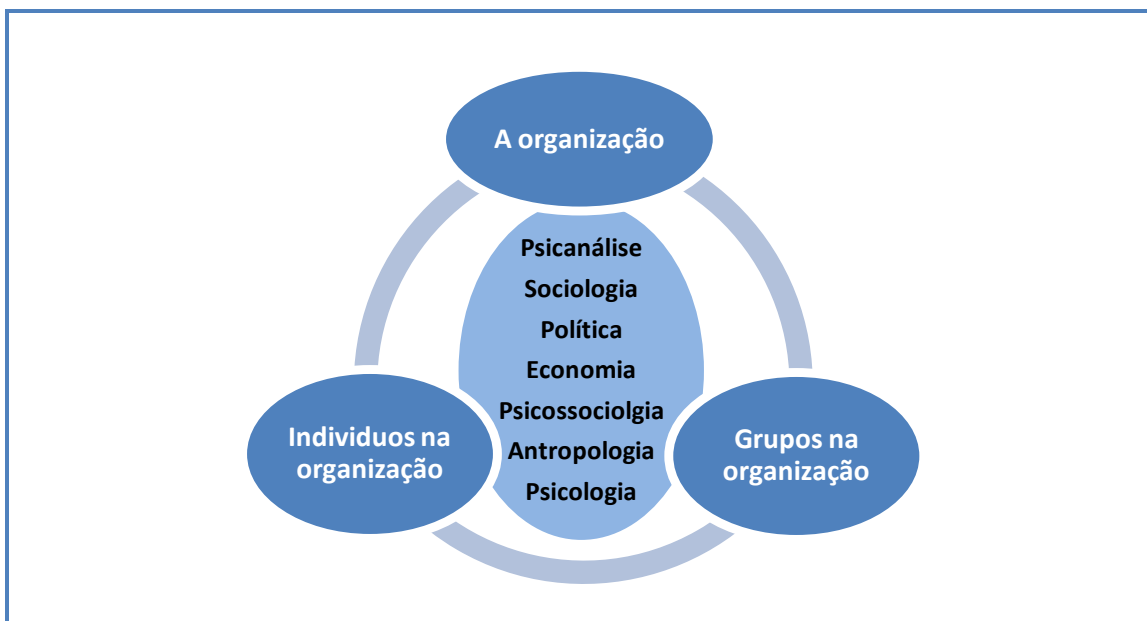 A organização
Psicanálise
Sociologia
Política
Economia
Psicossociolgia
Antropologia
Psicologia
Individuos na
organização
Grupos na
organização